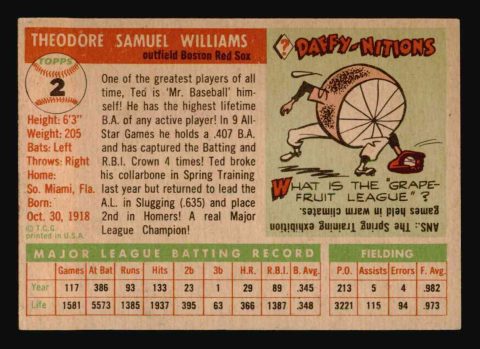 THEODORE SAMUEL WILLIAMS
outfield Boston Red Sox
TOPPS
2
Height: 6'3"
Weight: 205
Bats: Left
Throws: Right
Home:
So. Miami, Fla.
Born:
Oct. 30, 1918
© T.C.G.
printed in U.S.A.
One of the greatest players of all
time, Ted is 'Mr. Baseball' him-
self! He has the highest lifetime
B.A. of any active player! In 9 All-
Star Games he holds a .407 B.A.
and has captured the Batting and
R.B.I. Crown 4 times! Ted broke
his collarbone in Spring Training
last year but returned to lead the
A.L. in Slugging (.635) and place
2nd in Homers! A real Major
League Champion!
? DAFFY-NITIONS
WHAT IS THE "GRAPE-
FRUIT LEAGUE"?
ANS.: The Spring Training exhibition
games held in warm climates.
MAJOR LEAGUE BATTING RECORD FIELDING
Games At Bat Runs Hits 2b 3b H.R. R.B.I. B. Avg. P.O. Assists Errors F. Avg.
Year 117 386 93 133 23 1 29 89 .345 213 5 4 .982
Life 1581 5573 1385 1937 395 63 366 1387 .348 3221 115 94 .973